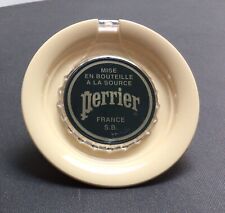 MISE
EN BOUTEILLE
A LA SOURCE
Perrier
FRANCE
S.B.